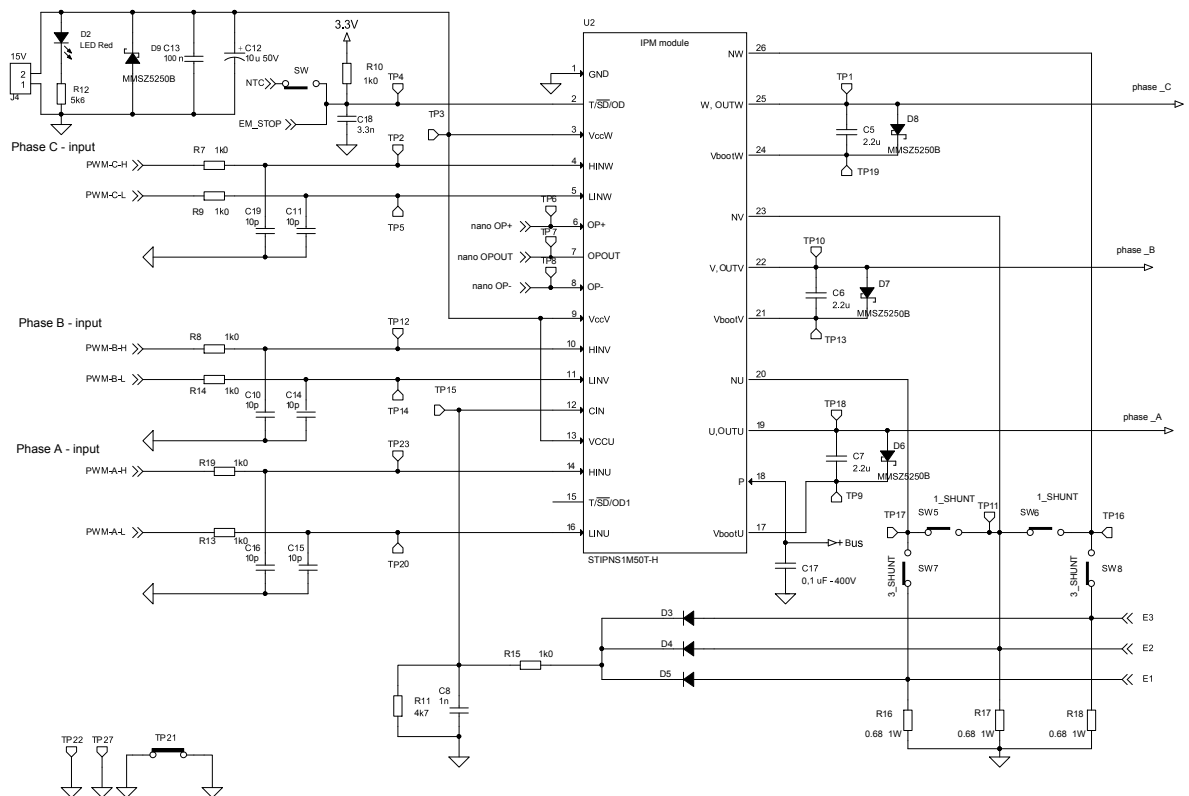 U2
IPM module
STIPNS1M50T-H
15V
2
1
J4
D2
LED Red
R12
5k6
D9
MMSZ5250B
C13
100 n
C12
10u 50V
+
3.3V
R10
1k0
NTC
SW
EM_STOP
C18
3.3n
TP4
TP3
Phase C - input
PWM-C-H
R7 1k0
TP2
PWM-C-L
R9 1k0
C19
10p
C11
10p
TP5
nano OP+
TP6
nano OPOUT
TP7
nano OP-
TP8
Phase B - input
PWM-B-H
R8 1k0
TP12
PWM-B-L
R14 1k0
C10
10p
C14
10p
TP14
TP15
Phase A - input
PWM-A-H
R19 1k0
TP23
PWM-A-L
R13 1k0
C16
10p
C15
10p
TP20
1 GND
2 T/SD/OD
3 VccW
4 HINW
5 LINW
6 OP+
7 OPOUT
8 OP-
9 VccV
10 HINV
11 LINV
12 CIN
13 VCCU
14 HINU
15 T/SD/OD1
16 LINU
NW 26
W, OUTW 25
VbootW 24
NV 23
V, OUTV 22
VbootV 21
NU 20
U,OUTU 19
P 18
VbootU 17
TP1
phase _C
C5
2.2u
D8
MMSZ5250B
TP19
TP10
phase _B
C6
2.2u
D7
MMSZ5250B
TP13
TP18
phase _A
C7
2.2u
D6
MMSZ5250B
TP9
+ Bus
C17
0,1 uF - 400V
TP17
1_SHUNT
SW5
TP11
1_SHUNT
SW6
TP16
3_SHUNT
SW7
3_SHUNT
SW8
D3
E3
D4
E2
D5
E1
R15 1k0
R11
4k7
C8
1n
R16
0.68 1W
R17
0.68 1W
R18
0.68 1W
TP22
TP27
TP21